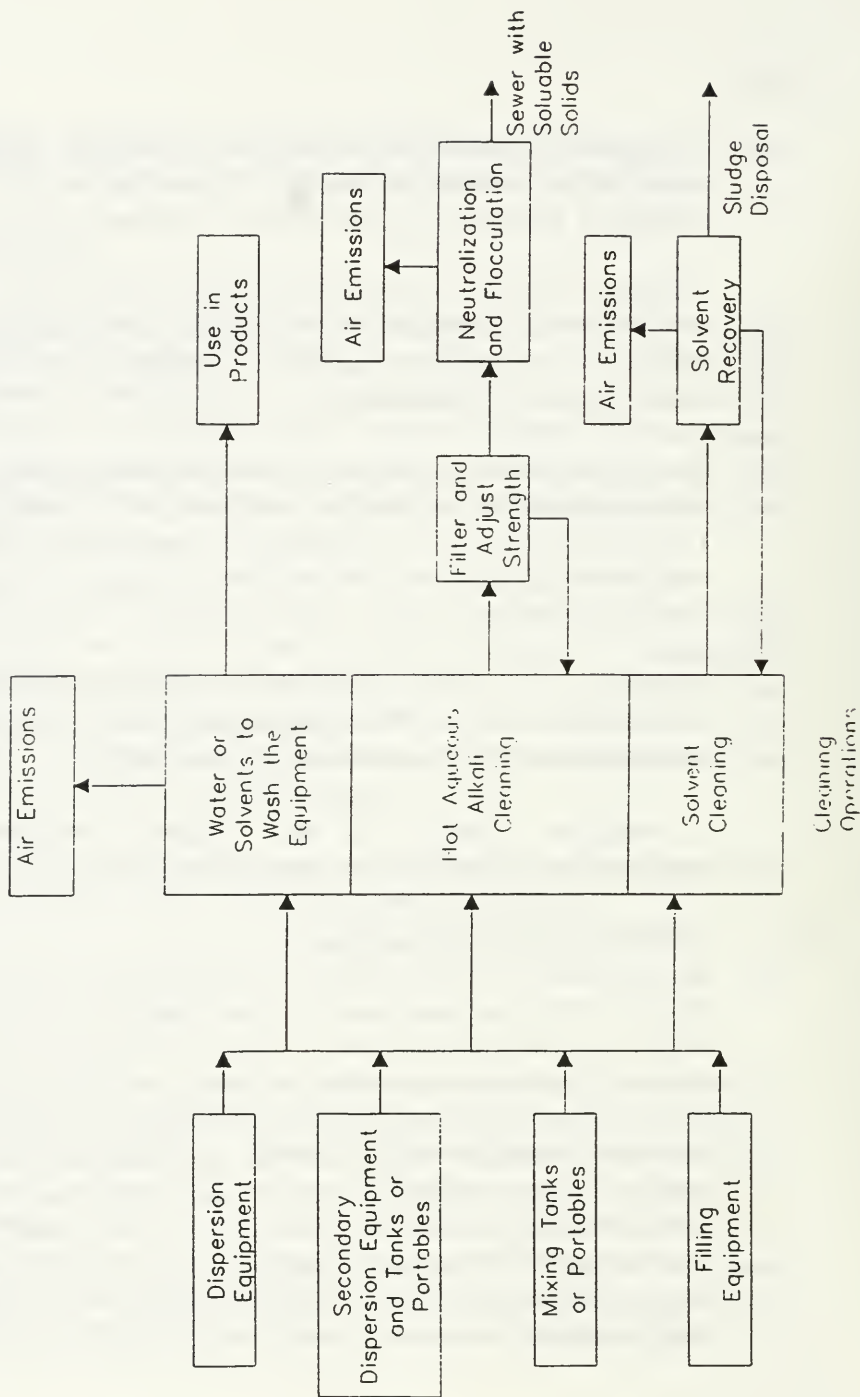 Dispersion
Equipment
Secondary
Dispersion Equipment
and Tanks or
Portables
Mixing Tanks
or Portables
Filling
Equipment
Air Emissions
Water or
Solvents to
Wash the
Equipment
Hot Aqueous
Alkali
Cleaning
Solvent
Cleaning
Cleaning
Operations
Use in
Products
Filter and
Adjust
Strength
Air Emissions
Neutrolization
and Flocculation
Sewer with
Soluable
Solids
Air Emissions
Solvent
Recovery
Sludge
Disposal